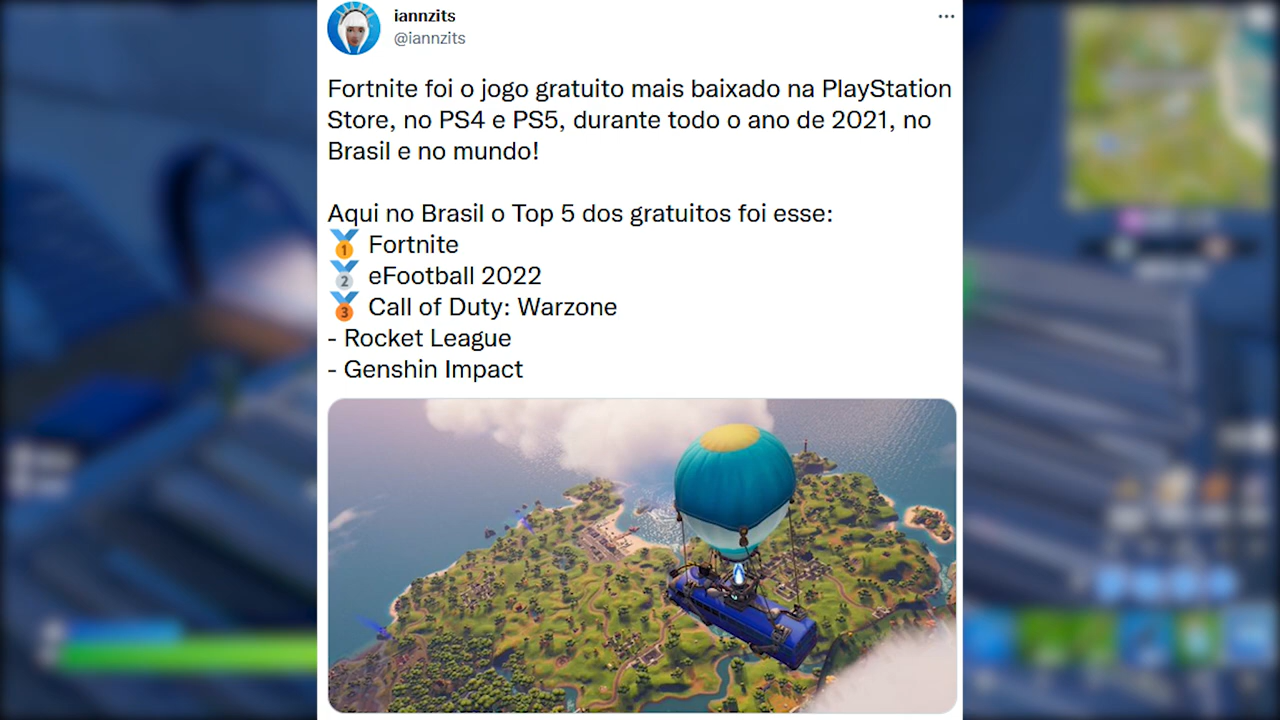 iannzits
@iannzits
Fortnite foi o jogo gratuito mais baixado na PlayStation
Store, no PS4 e PS5, durante todo o ano de 2021, no
Brasil e no mundo!
Aqui no Brasil o Top 5 dos gratuitos foi esse:
🥇 Fortnite
🥈 eFootball 2022
🥉 Call of Duty: Warzone
- Rocket League
- Genshin Impact